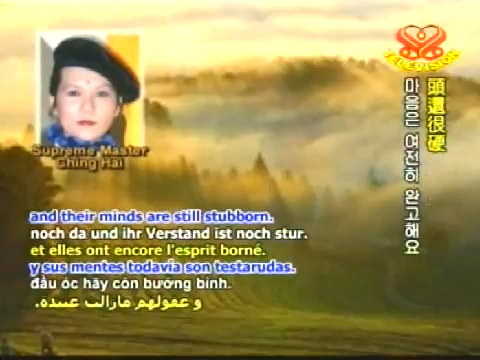 TELEVISION
Supreme Master
Ching Hai
頭還很硬
마음은 여전히 완고해요
and their minds are still stubborn.
noch da und ihr Verstand ist noch stur.
et elles ont encore l'esprit borné.
y sus mentes todavía son testarudas.
đầu óc hãy còn bướng bỉnh.
و عقولهم مازالت عنيدة.